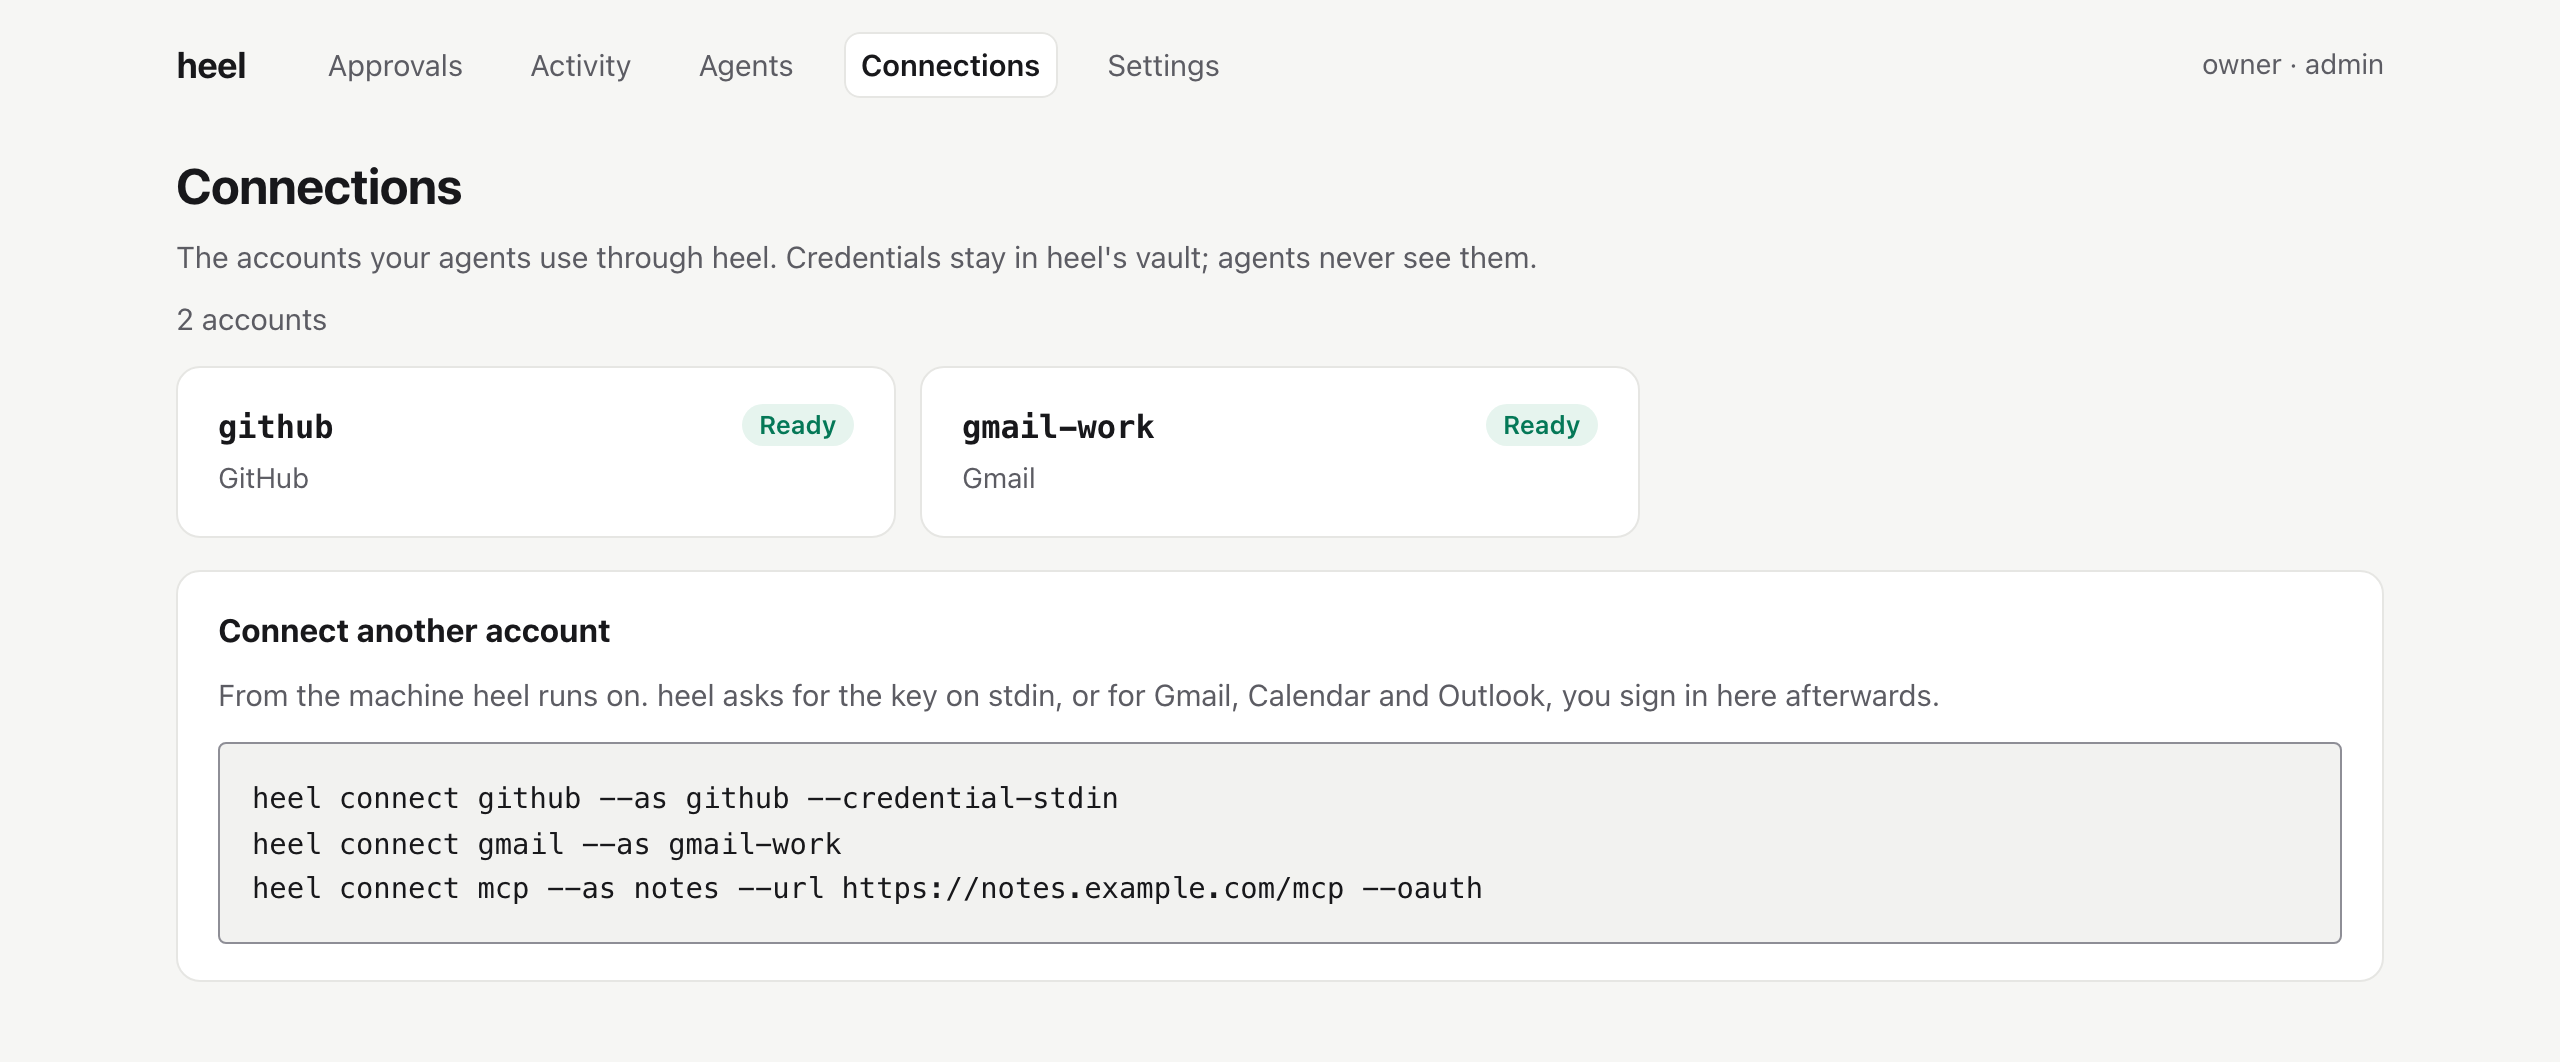 heel Approvals Activity Agents Connections Settings owner · admin
Connections
The accounts your agents use through heel. Credentials stay in heel's vault; agents never see them.
2 accounts
github Ready
GitHub
gmail-work Ready
Gmail
Connect another account
From the machine heel runs on. heel asks for the key on stdin, or for Gmail, Calendar and Outlook, you sign in here afterwards.
heel connect github --as github --credential-stdin
heel connect gmail --as gmail-work
heel connect mcp --as notes --url https://notes.example.com/mcp --oauth